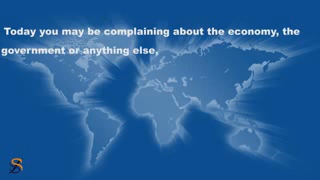 Today you may be complaining about the economy, the
government or anything else,